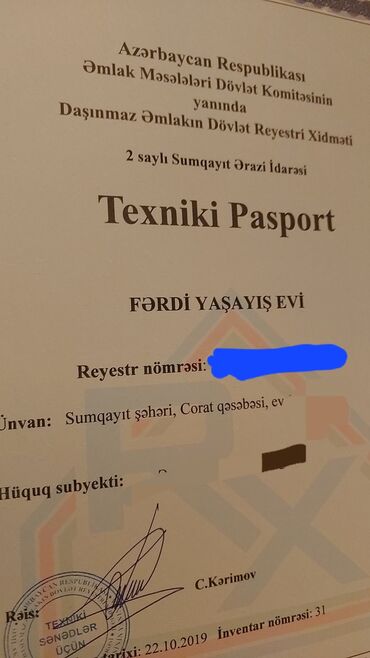 Azərbaycan Respublikası
Əmlak Məsələləri Dövlət Komitəsinin
yanında
Daşınmaz Əmlakın Dövlət Reyestri Xidməti
2 saylı Sumqayıt Ərazi İdarəsi
Texniki Pasport
FƏRDİ YAŞAYIŞ EVİ
Reyestr nömrəsi:
Ünvan: Sumqayıt şəhəri, Corat qəsəbəsi, ev
Hüquq subyekti:
Rəis: C.Kərimov
TEXNİKİ
SƏNƏDLƏR
ÜÇÜN
tarixi: 22.10.2019 İnventar nömrəsi: 31